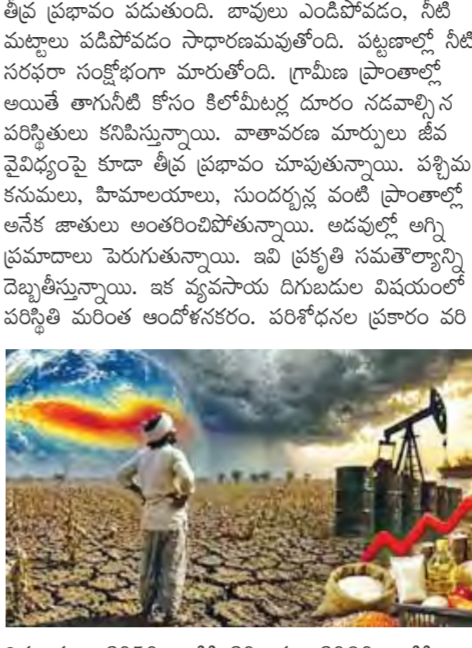 తీవ్ర ప్రభావం పడుతుంది. బావులు ఎండిపోవడం, నీటి
మట్టాలు పడిపోవడం సాధారణమవుతోంది. పట్టణాల్లో నీటి
సరఫరా సంక్షోభంగా మారుతోంది. గ్రామీణ ప్రాంతాల్లో
అయితే తాగునీటి కోసం కిలోమీటర్ల దూరం నడవాల్సిన
పరిస్థితులు కనిపిస్తున్నాయి. వాతావరణ మార్పులు జీవ
వైవిధ్యంపై కూడా తీవ్ర ప్రభావం చూపుతున్నాయి. పశ్చిమ
కనుమలు, హిమాలయాలు, సుందర్బన్ల వంటి ప్రాంతాల్లో
అనేక జాతులు అంతరించిపోతున్నాయి. అడవుల్లో అగ్ని
ప్రమాదాలు పెరుగుతున్నాయి. ఇవి ప్రకృతి సమతౌల్యాన్ని
దెబ్బతీస్తున్నాయి. ఇక వ్యవసాయ దిగుబడుల విషయంలో
పరిస్థితి మరింత ఆందోళనకరం. పరిశోధనల ప్రకారం వరి